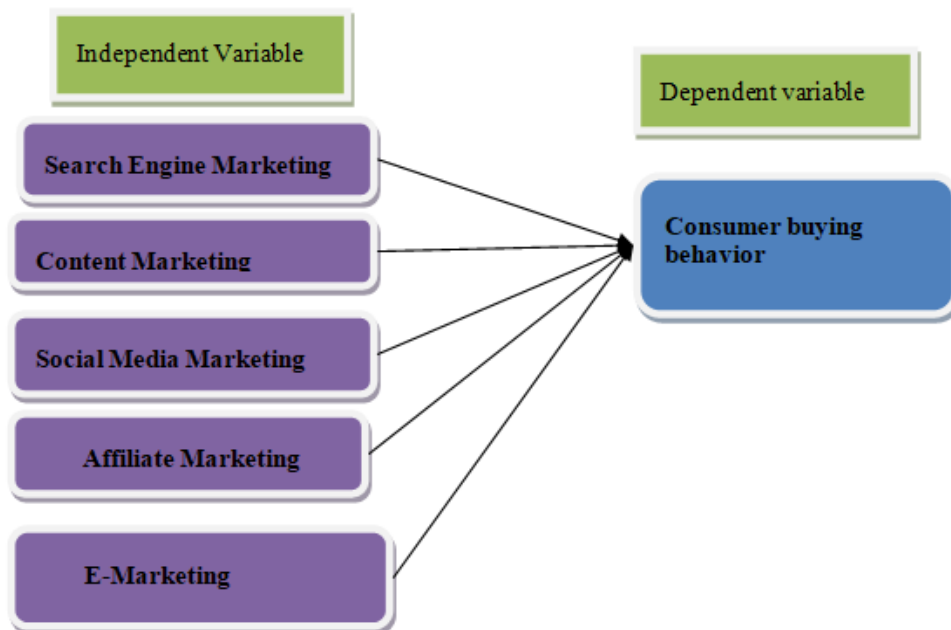 Independent Variable
Dependent variable
Search Engine Marketing
Content Marketing
Social Media Marketing
Affiliate Marketing
E-Marketing
Consumer buying
behavior